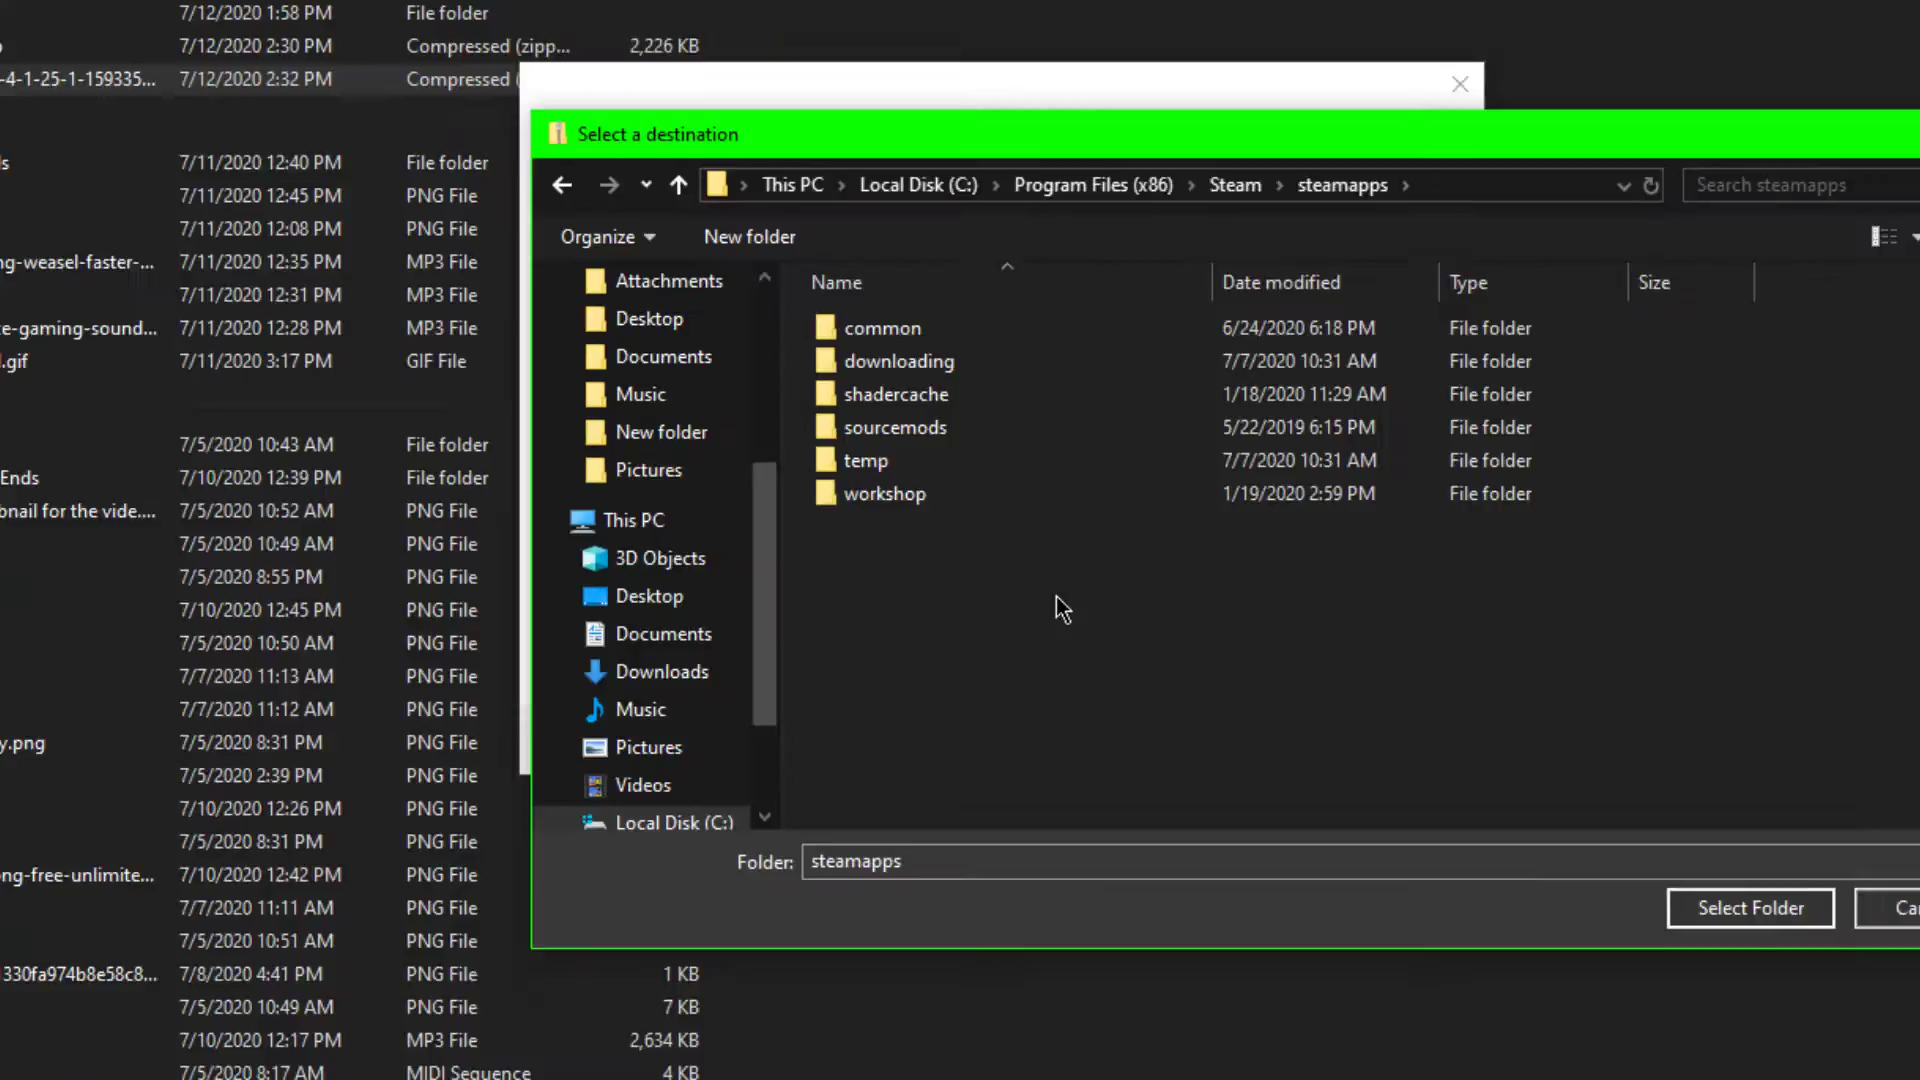 7/12/2020 1:58 PM File folder
7/12/2020 2:30 PM Compressed (zipp... 2,226 KB
-4-1-25-1-159335... 7/12/2020 2:32 PM Compressed (
7/11/2020 12:40 PM File folder
7/11/2020 12:45 PM PNG File
7/11/2020 12:08 PM PNG File
ng-weasel-faster-... 7/11/2020 12:35 PM MP3 File
7/11/2020 12:31 PM MP3 File
te-gaming-sound... 7/11/2020 12:28 PM MP3 File
.gif 7/11/2020 3:17 PM GIF File
7/5/2020 10:43 AM File folder
Ends 7/10/2020 12:39 PM File folder
bnail for the vide.... 7/5/2020 10:52 AM PNG File
7/5/2020 10:49 AM PNG File
7/5/2020 8:55 PM PNG File
7/10/2020 12:45 PM PNG File
7/5/2020 10:50 AM PNG File
7/7/2020 11:13 AM PNG File
7/7/2020 11:12 AM PNG File
y.png 7/5/2020 8:31 PM PNG File
7/5/2020 2:39 PM PNG File
7/10/2020 12:26 PM PNG File
7/5/2020 8:31 PM PNG File
ong-free-unlimite... 7/10/2020 12:42 PM PNG File
7/7/2020 11:11 AM PNG File
7/5/2020 10:51 AM PNG File
330fa974b8e58c8... 7/8/2020 4:41 PM PNG File 1 KB
7/5/2020 10:49 AM PNG File 7 KB
7/10/2020 12:17 PM MP3 File 2,634 KB
7/5/2020 8:17 AM MIDI Sequence 4 KB
Select a destination
This PC > Local Disk (C:) > Program Files (x86) > Steam > steamapps >
Search steamapps
Organize New folder
Attachments
Desktop
Documents
Music
New folder
Pictures
This PC
3D Objects
Desktop
Documents
Downloads
Music
Pictures
Videos
Local Disk (C:)
Name Date modified Type Size
common 6/24/2020 6:18 PM File folder
downloading 7/7/2020 10:31 AM File folder
shadercache 1/18/2020 11:29 AM File folder
sourcemods 5/22/2019 6:15 PM File folder
temp 7/7/2020 10:31 AM File folder
workshop 1/19/2020 2:59 PM File folder
Folder: steamapps
Select Folder Ca